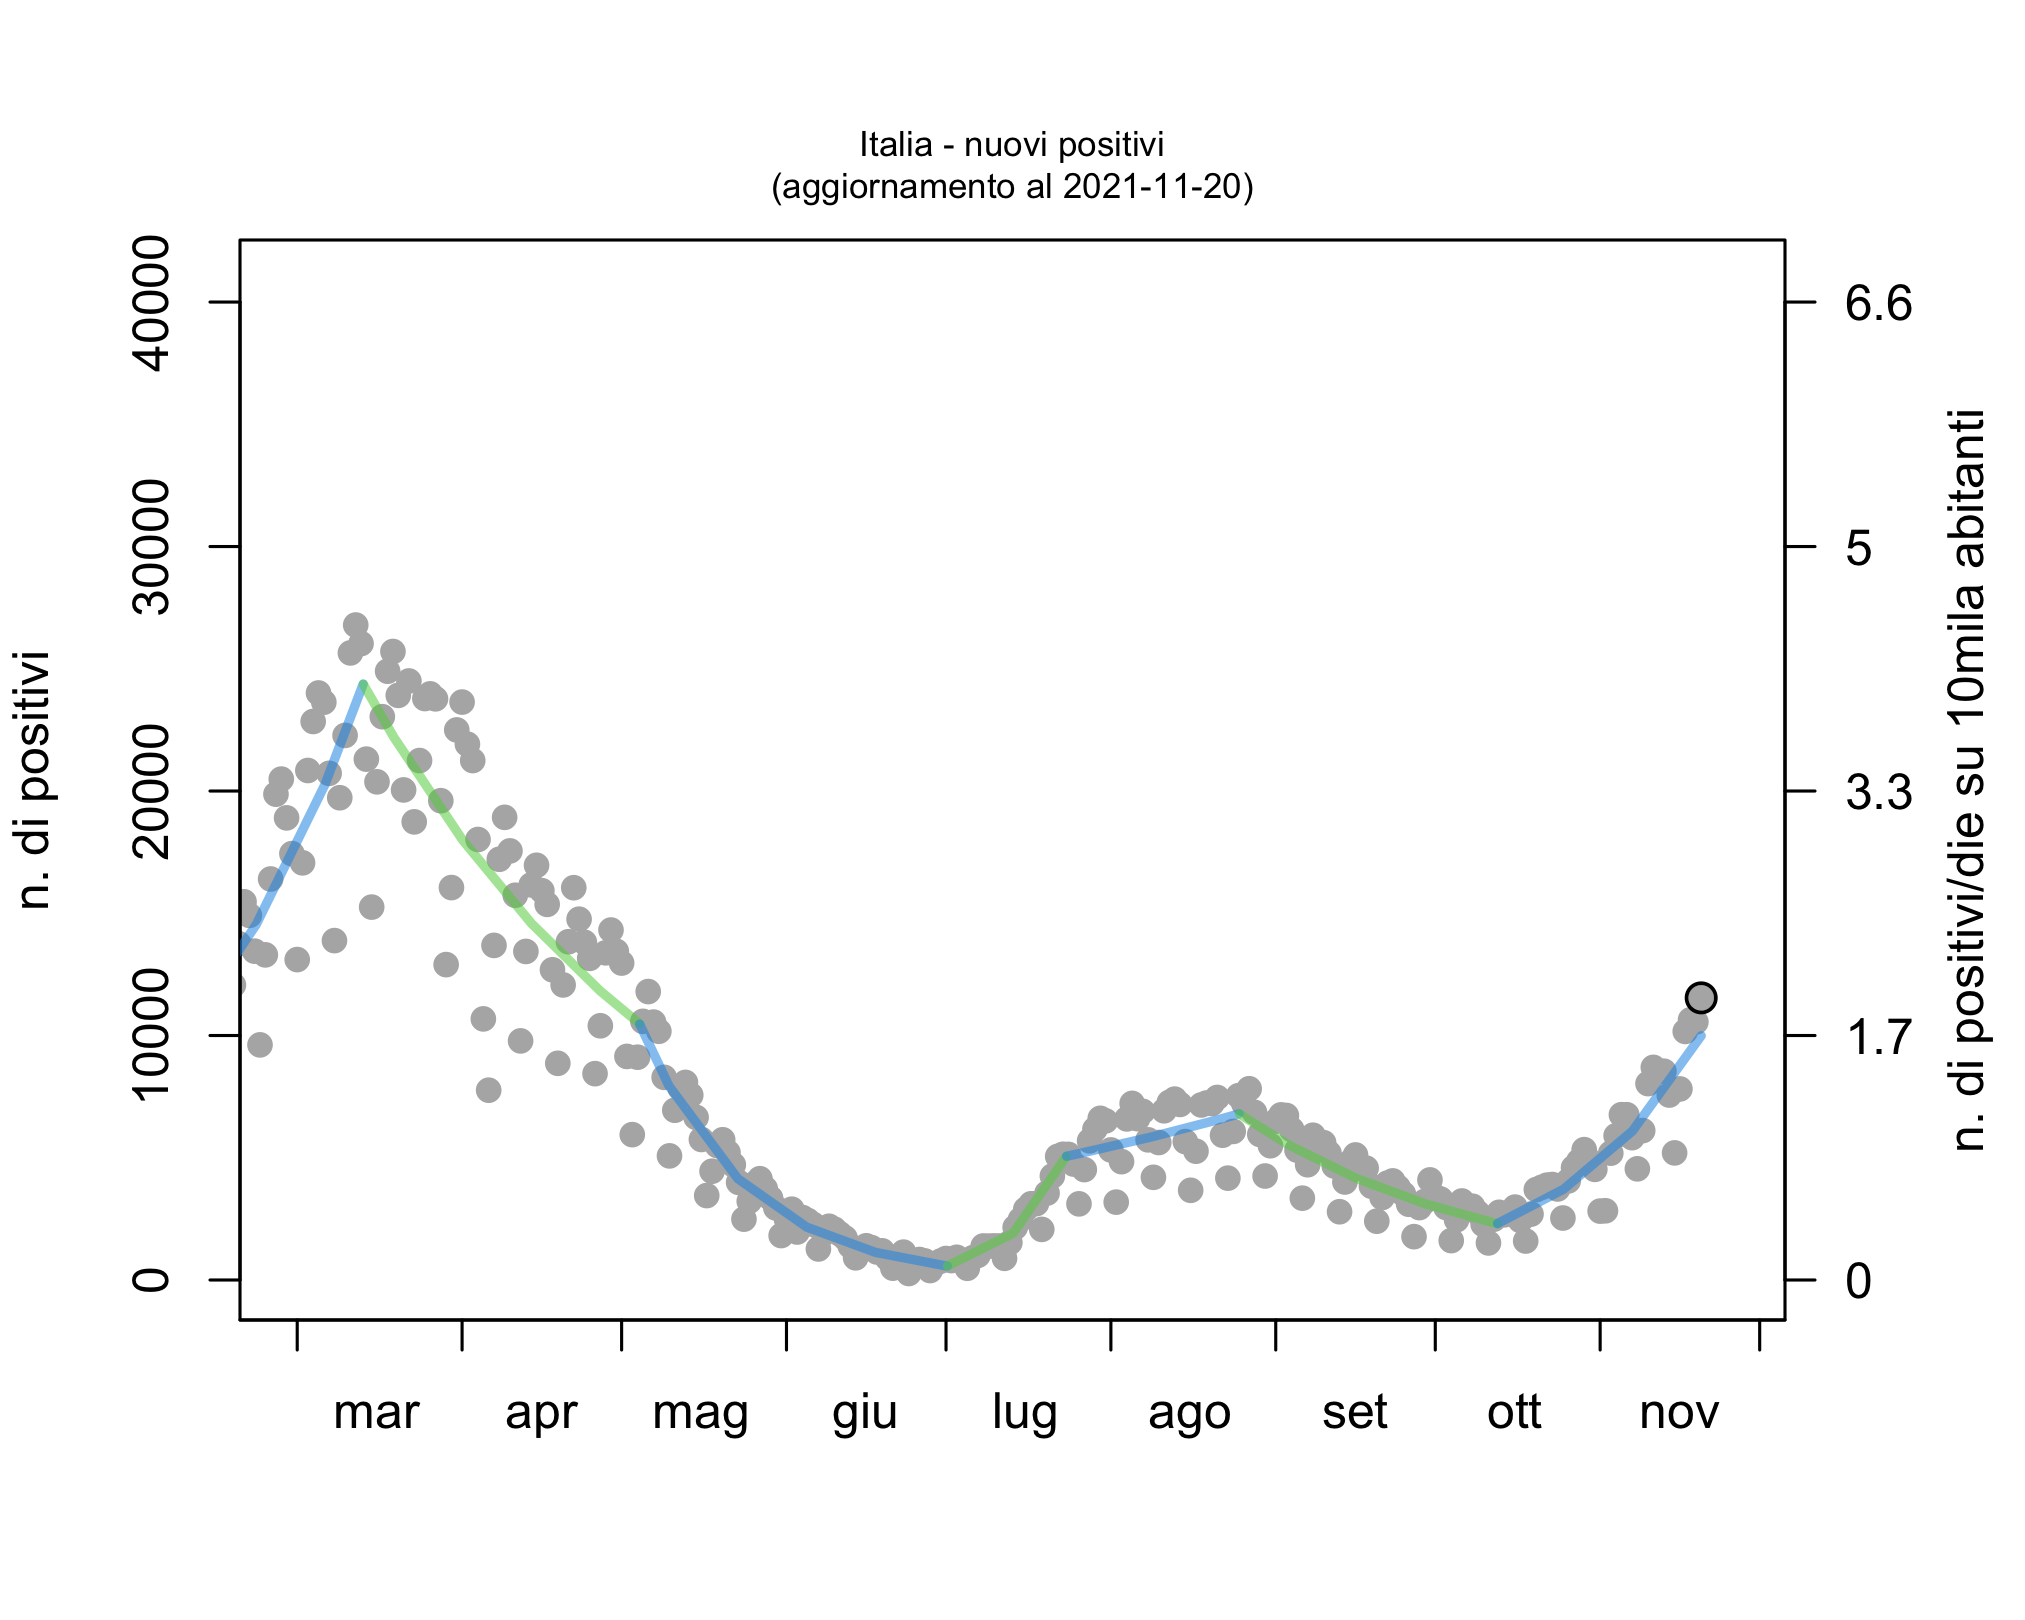 Italia - nuovi positivi
(aggiornamento al 2021-11-20)
n. di positivi
40000
30000
20000
10000
0
6.6
5
3.3
1.7
0
n. di positivi/die su 10mila abitanti
mar apr mag giu lug ago set ott nov